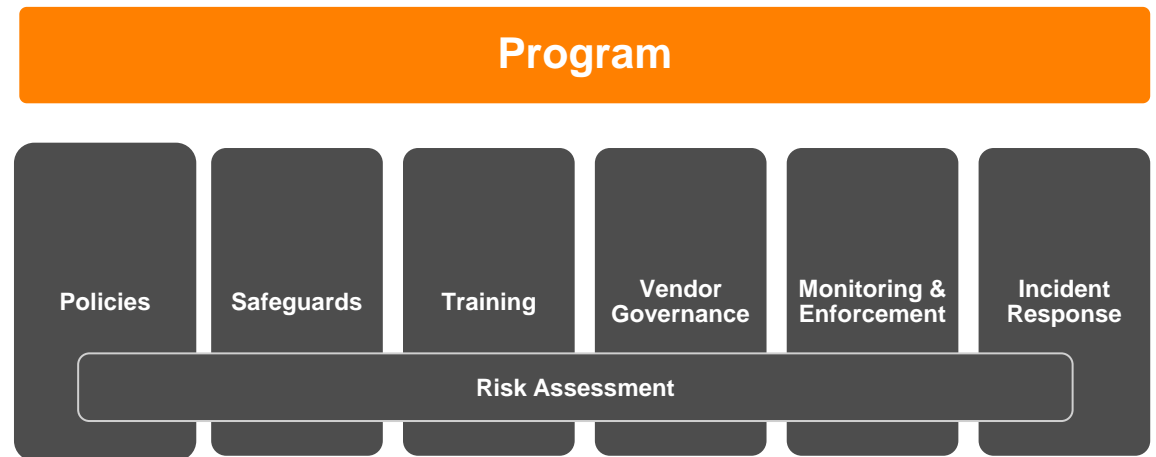 Program
Policies
Safeguards
Training
Vendor
Governance
Monitoring &
Enforcement
Incident
Response
Risk Assessment